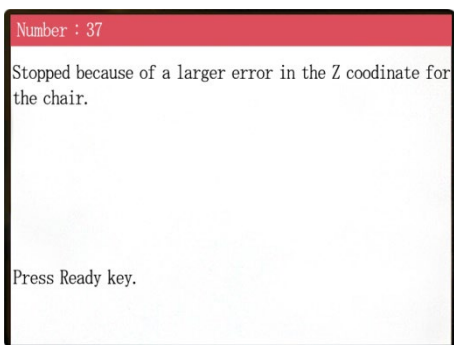 Number : 37
Stopped because of a larger error in the Z coodinate for
the chair.
Press Ready key.